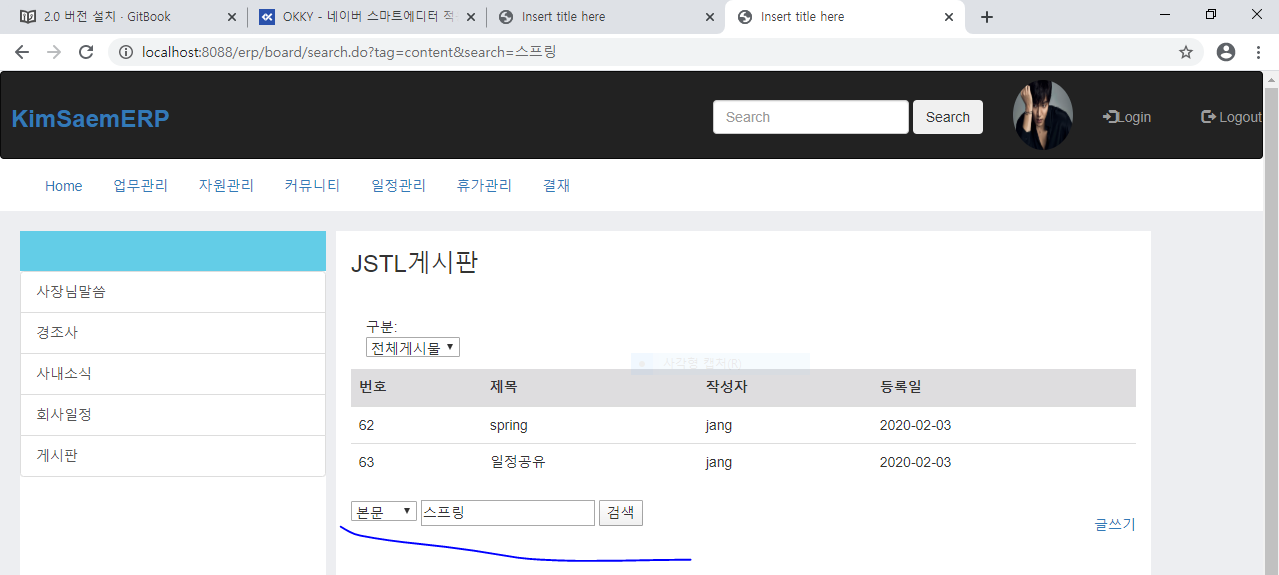 2.0 버전 설치 · GitBook
OKKY - 네이버 스마트에디터 적
Insert title here
Insert title here
localhost:8088/erp/board/search.do?tag=content&search=스프링
KimSaemERP
Search
Search
Login
Logout
Home
업무관리
자원관리
커뮤니티
일정관리
휴가관리
결재
사장님말씀
경조사
사내소식
회사일정
게시판
JSTL게시판
구분:
전체게시물
사각형 캡처(R)
번호 제목 작성자 등록일
62 spring jang 2020-02-03
63 일정공유 jang 2020-02-03
본문 스프링 검색
글쓰기